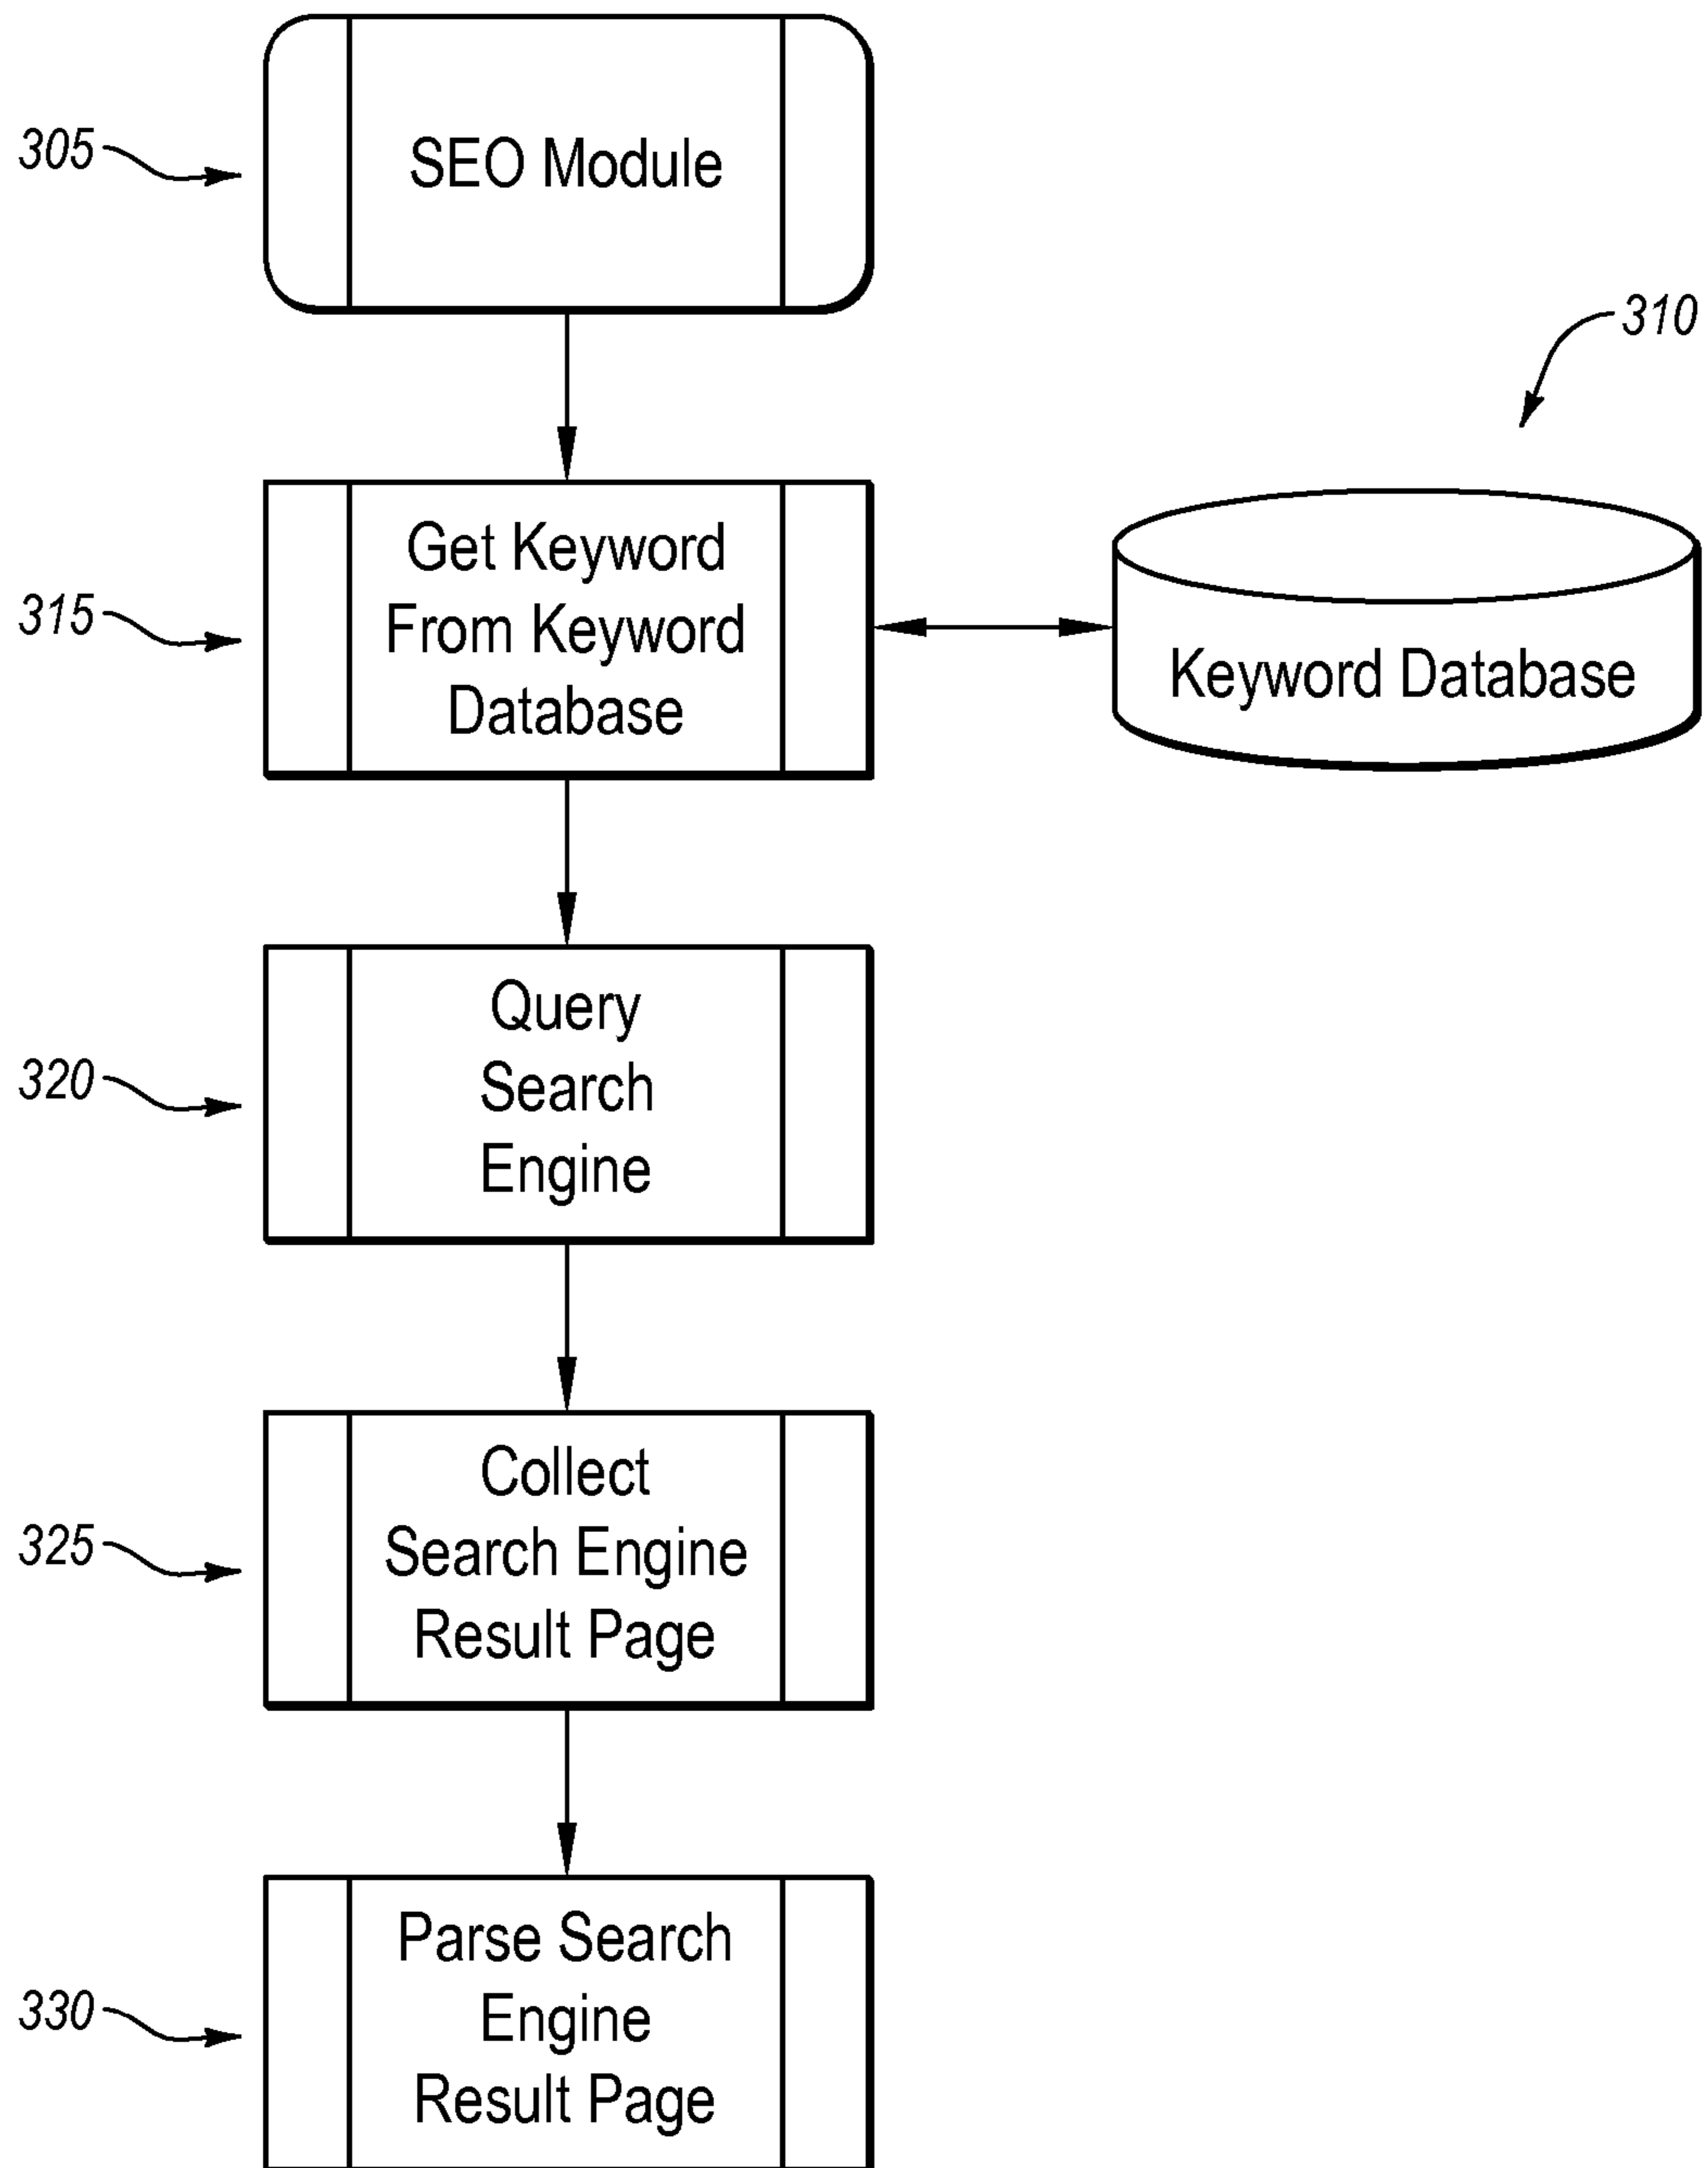 305
SEO Module
310
Get Keyword
From Keyword
Database
315
Keyword Database
Query
Search
Engine
320
Collect
Search Engine
Result Page
325
Parse Search
Engine
Result Page
330